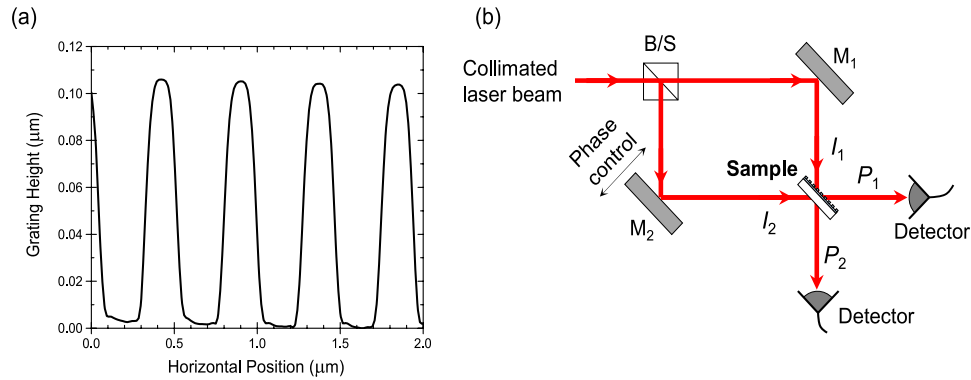 (a)
0.12
0.10
0.08
0.06
0.04
0.02
0.00
Grating Height (μm)
0.0 0.5 1.0 1.5 2.0
Horizontal Position (μm)
(b)
B/S
M1
Collimated
laser beam
Phase
control
I1
Sample
P1
M2
I2
Detector
P2
Detector